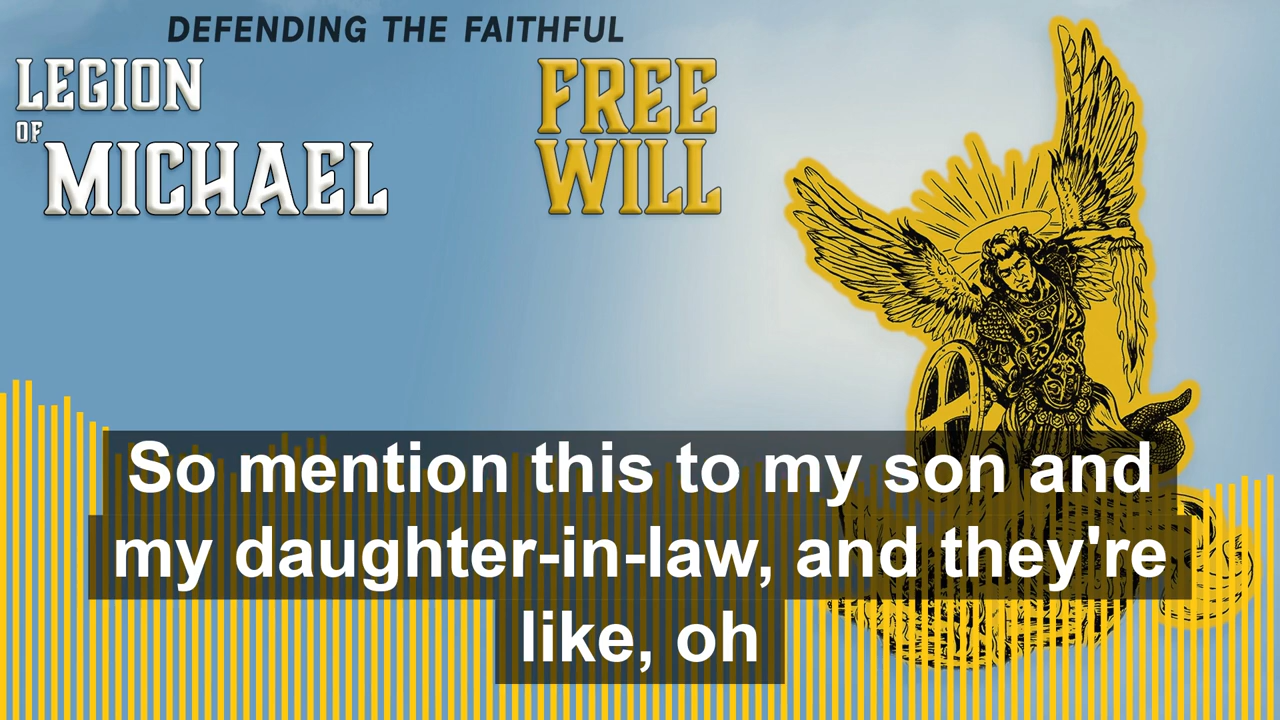 DEFENDING THE FAITHFUL
LEGION
OF
MICHAEL
FREE
WILL
So mention this to my son and
my daughter-in-law, and they're
like, oh